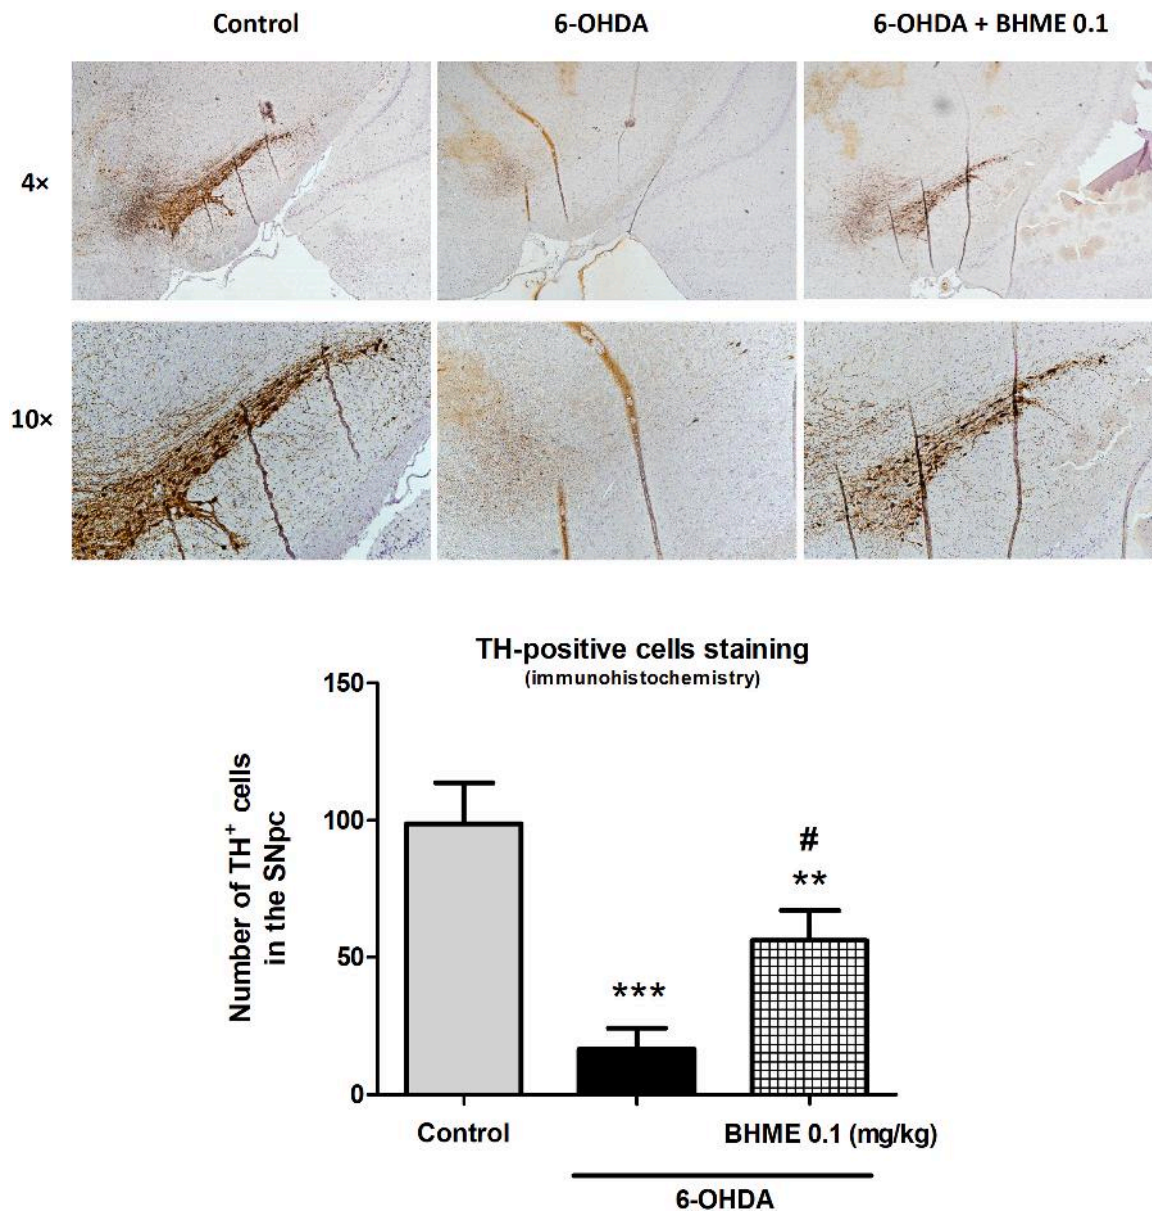 Control 6-OHDA 6-OHDA + BHME 0.1
4×
10×
TH-positive cells staining
(immunohistochemistry)
Number of TH⁺ cells
in the SNpc
150
100
50
0
***
#
**
Control
BHME 0.1 (mg/kg)
6-OHDA